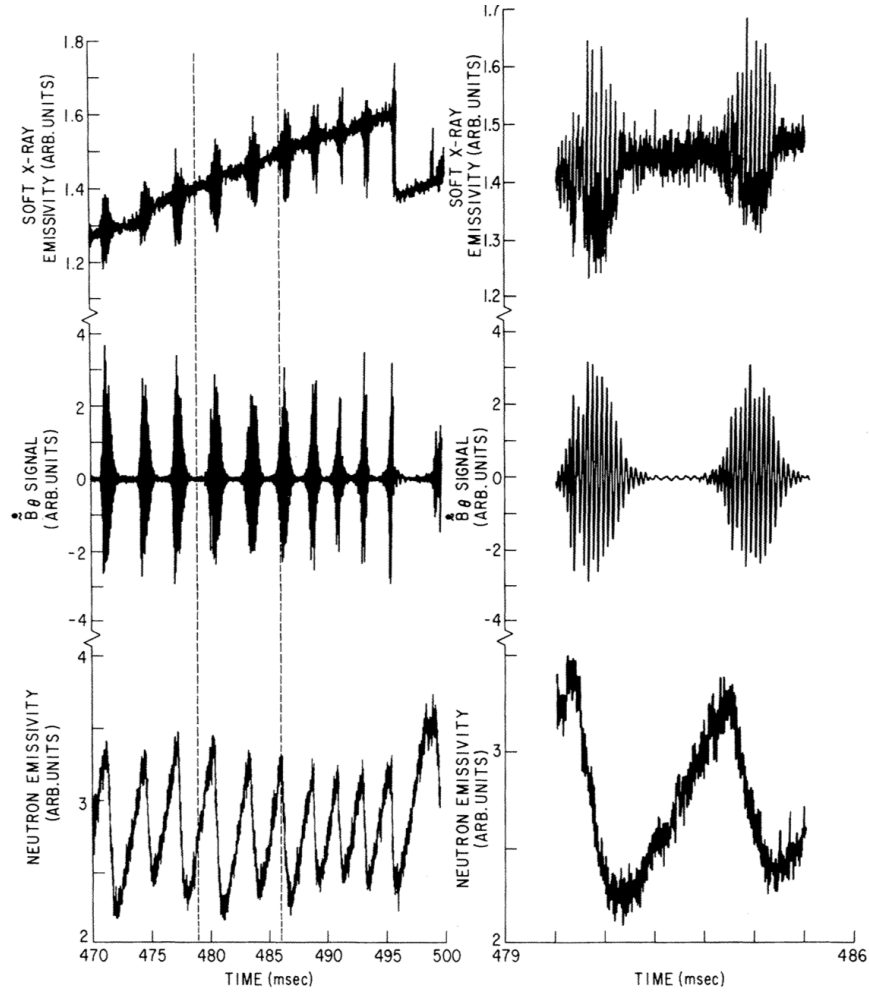 SOFT X-RAY
EMISSIVITY (ARB. UNITS)
1.8
1.6
1.4
1.2
B̃̇ θ SIGNAL
(ARB. UNITS)
4
2
0
-2
-4
NEUTRON EMISSIVITY
(ARB. UNITS)
4
3
2
470 475 480 485 490 495 500
TIME (msec)
SOFT X-RAY
EMISSIVITY (ARB. UNITS)
1.7
1.6
1.5
1.4
1.3
1.2
B̃̇ θ SIGNAL
(ARB. UNITS)
4
2
0
-2
-4
NEUTRON EMISSIVITY
(ARB. UNITS)
3
2
479 486
TIME (msec)